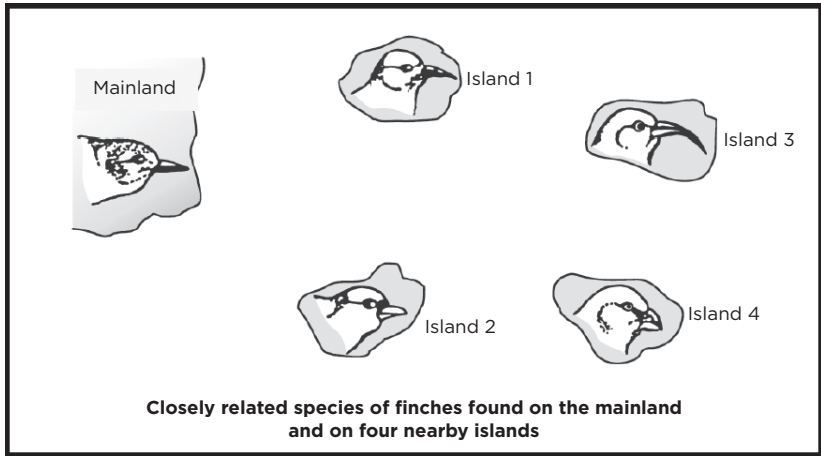 Mainland
Island 1
Island 3
Island 2
Island 4
Closely related species of finches found on the mainland
and on four nearby islands